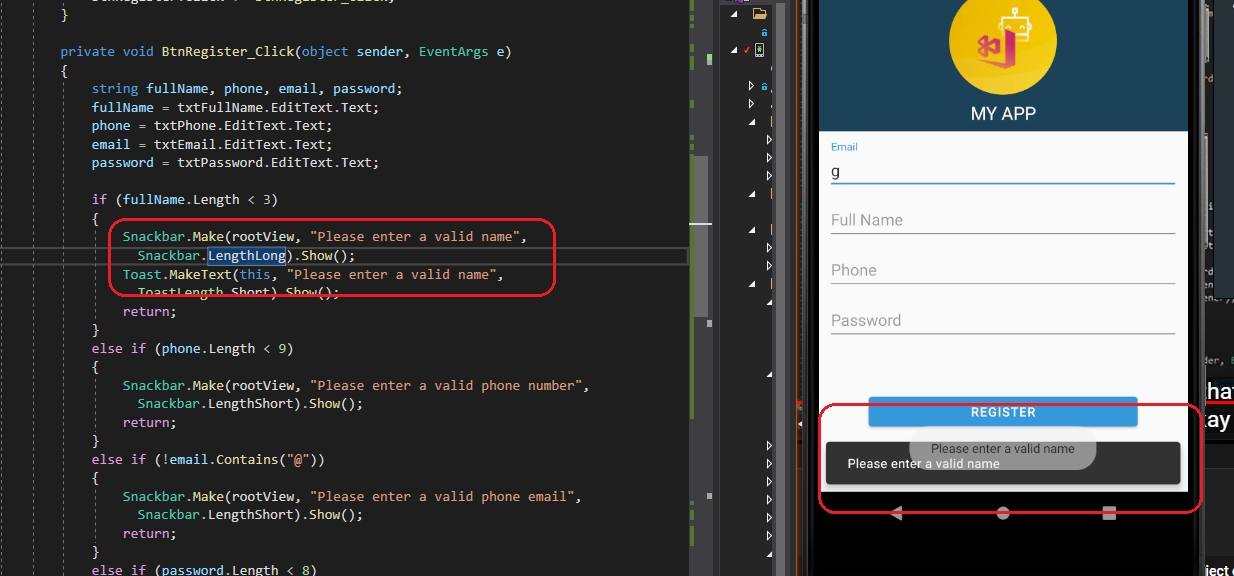 }
private void BtnRegister_Click(object sender, EventArgs e)
{
string fullName, phone, email, password;
fullName = txtFullName.EditText.Text;
phone = txtPhone.EditText.Text;
email = txtEmail.EditText.Text;
password = txtPassword.EditText.Text;
if (fullName.Length < 3)
{
Snackbar.Make(rootView, "Please enter a valid name",
Snackbar.LengthLong).Show();
Toast.MakeText(this, "Please enter a valid name",
ToastLength.Short).Show();
return;
}
else if (phone.Length < 9)
{
Snackbar.Make(rootView, "Please enter a valid phone number",
Snackbar.LengthShort).Show();
return;
}
else if (!email.Contains("@"))
{
Snackbar.Make(rootView, "Please enter a valid phone email",
Snackbar.LengthShort).Show();
return;
}
else if (password.Length < 8)
MY APP
Email
g
Full Name
Phone
Password
REGISTER
Please enter a valid name
Please enter a valid name